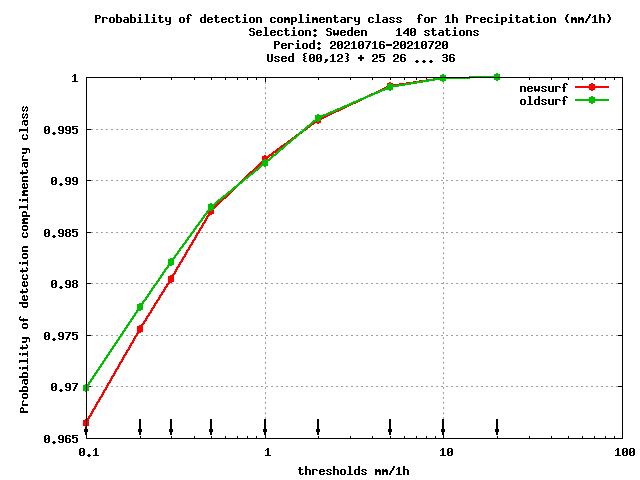 Probability of detection complimentary class  for 1h Precipitation (mm/1h)
Selection: Sweden    140 stations
Period: 20210716-20210720
Used {00,12} + 25 26 ... 36
newsurf
oldsurf
Probability of detection complimentary class
1
0.995
0.99
0.985
0.98
0.975
0.97
0.965
0.1
1
10
100
thresholds mm/1h